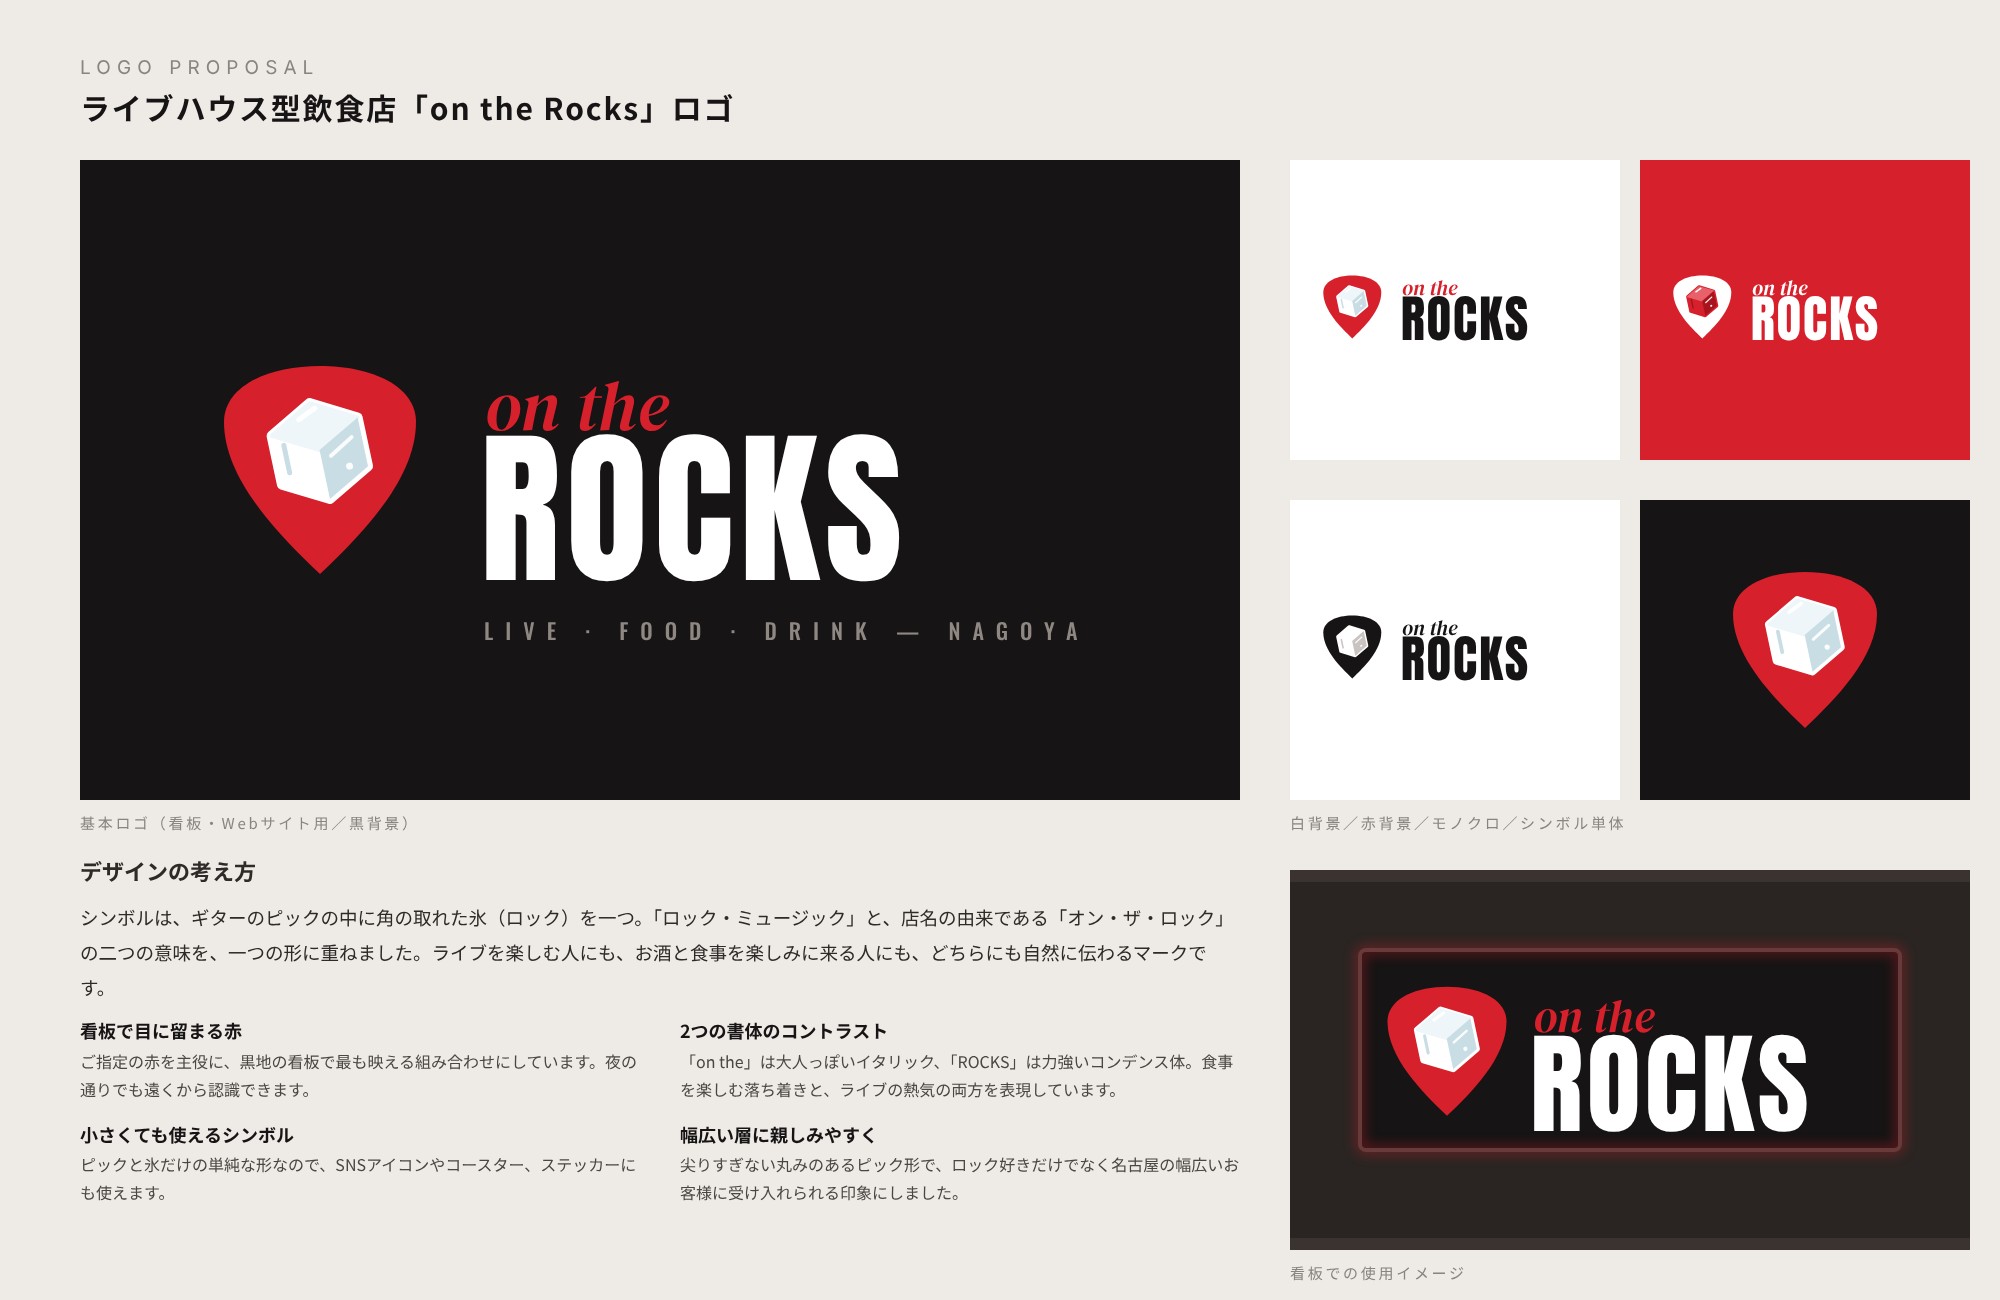 LOGO PROPOSAL
ライブハウス型飲食店「on the Rocks」ロゴ
on the
ROCKS
LIVE · FOOD · DRINK — NAGOYA
基本ロゴ（看板・Webサイト用／黒背景）
on the
ROCKS
on the
ROCKS
on the
ROCKS
白背景／赤背景／モノクロ／シンボル単体
デザインの考え方
シンボルは、ギターのピックの中に角の取れた氷（ロック）を一つ。「ロック・ミュージック」と、店名の由来である「オン・ザ・ロック」
の二つの意味を、一つの形に重ねました。ライブを楽しむ人にも、お酒と食事を楽しみに来る人にも、どちらにも自然に伝わるマークで
す。
看板で目に留まる赤
ご指定の赤を主役に、黒地の看板で最も映える組み合わせにしています。夜の
通りでも遠くから認識できます。
2つの書体のコントラスト
「on the」は大人っぽいイタリック、「ROCKS」は力強いコンデンス体。食事
を楽しむ落ち着きと、ライブの熱気の両方を表現しています。
小さくても使えるシンボル
ピックと氷だけの単純な形なので、SNSアイコンやコースター、ステッカーに
も使えます。
幅広い層に親しみやすく
尖りすぎない丸みのあるピック形で、ロック好きだけでなく名古屋の幅広いお
客様に受け入れられる印象にしました。
on the
ROCKS
看板での使用イメージ